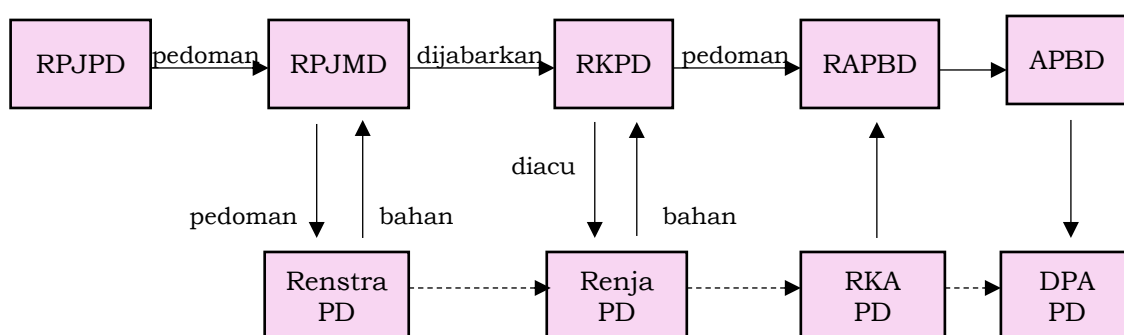 RPJPD pedoman RPJMD dijabarkan RKPD pedoman RAPBD APBD
diacu
pedoman bahan bahan
Renstra Renja RKA DPA
PD PD PD PD